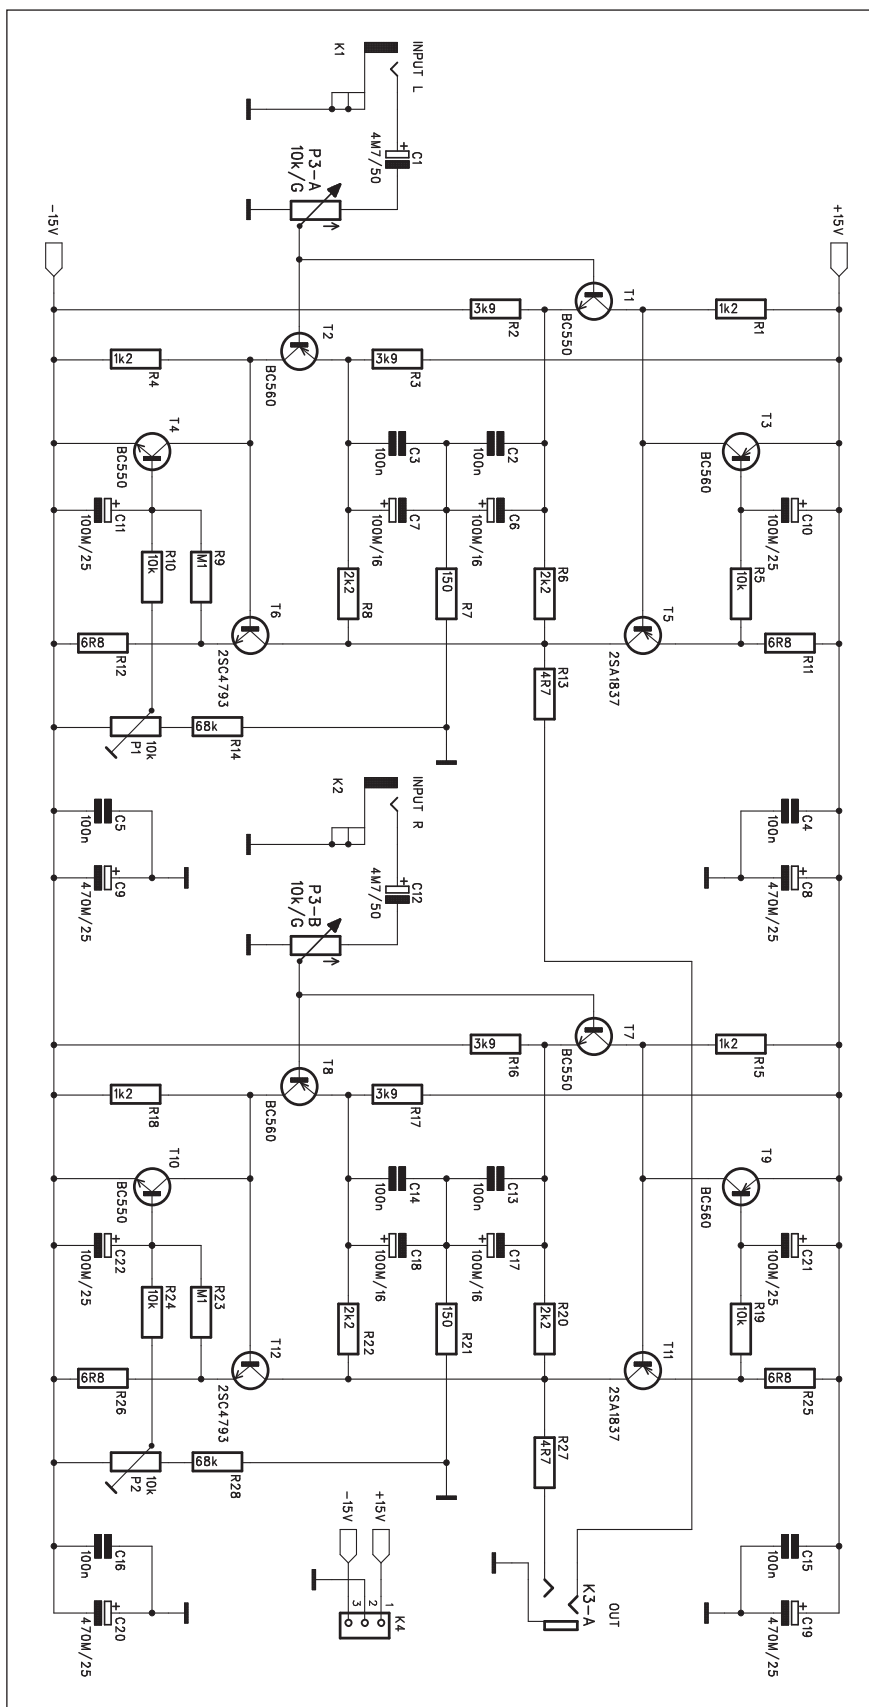 INPUT L
K1
4M7/50
C1
P3-A
10k/G
-15V
+15V
T1
BC550
3k9
R2
1k2
R1
T2
BC560
1k2
R4
3k9
R3
T4
BC550
T3
BC560
C3
100n
C2
100n
C11
100M/25
C7
100M/16
C6
100M/16
C10
100M/25
R10
10k
R9
M1
2k2
R8
150
R7
2k2
R6
10k
R5
T6
2SC4793
T5
2SA1837
6R8
R12
6R8
R11
R13
4R7
10k
P1
68k
R14
INPUT R
K2
4M7/50
C12
P3-B
10k/G
C5
100n
C9
470M/25
C4
100n
C8
470M/25
T7
BC550
3k9
R16
1k2
R15
T8
BC560
1k2
R18
3k9
R17
T10
BC550
T9
BC560
C14
100n
C13
100n
C22
100M/25
C18
100M/16
C17
100M/16
C21
100M/25
R24
10k
R23
M1
2k2
R22
150
R21
2k2
R20
10k
R19
T12
2SC4793
T11
2SA1837
6R8
R26
6R8
R25
R27
4R7
10k
P2
68k
R28
-15V
+15V
3
2
1
K4
K3-A
OUT
C16
100n
C20
470M/25
C15
100n
C19
470M/25